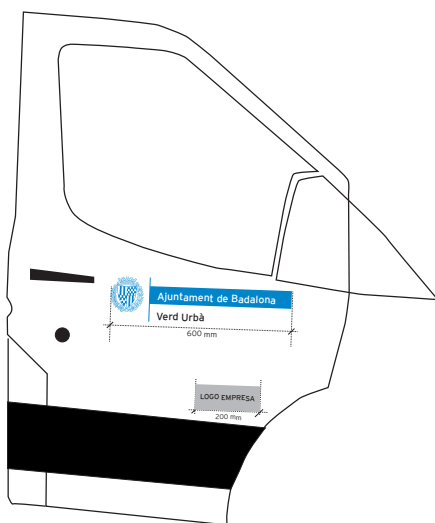 Ajuntament de Badalona
Verd Urbà
600 mm
LOGO EMPRESA
200 mm